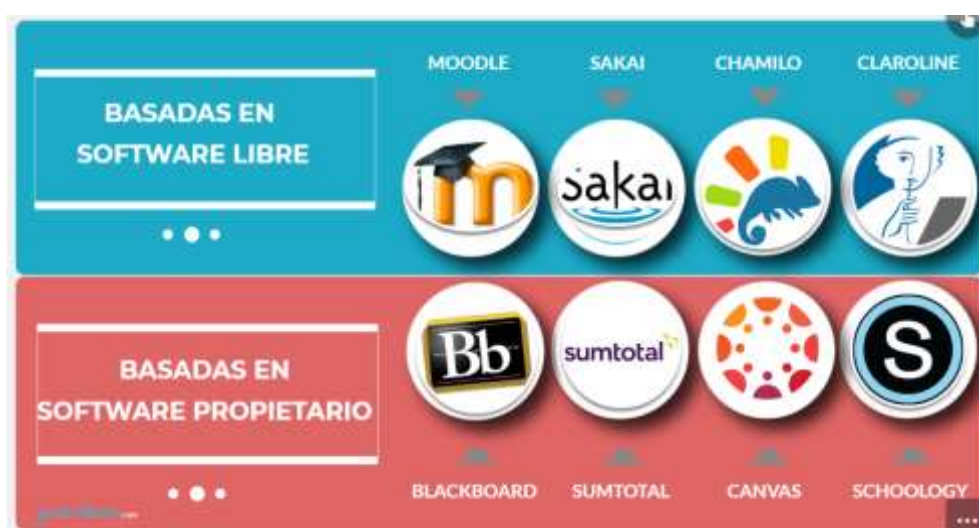 MOODLE SAKAI CHAMILO CLAROLINE
BASADAS EN
SOFTWARE LIBRE
m sakai
BASADAS EN
SOFTWARE PROPIETARIO
Bb sumtotal S
BLACKBOARD SUMTOTAL CANVAS SCHOOLOGY